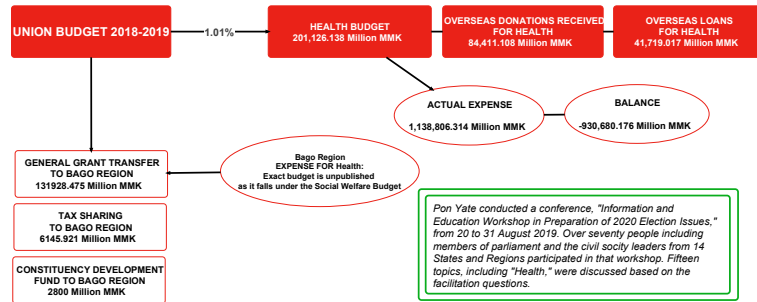 UNION BUDGET 2018-2019
1.01%
HEALTH BUDGET
201,126.138 Million MMK
OVERSEAS DONATIONS RECEIVED
FOR HEALTH
84,411.108 Million MMK
OVERSEAS LOANS
FOR HEALTH
41,719.017 Million MMK
ACTUAL EXPENSE
1,138,806.314 Million MMK
BALANCE
-930,680.176 Million MMK
GENERAL GRANT TRANSFER
TO BAGO REGION
131928.475 Million MMK
Bago Region
EXPENSE FOR Health:
Exact budget is unpublished
as it falls under the Social Welfare Budget
TAX SHARING
TO BAGO REGION
6145.921 Million MMK
CONSTITUENCY DEVELOPMENT
FUND TO BAGO REGION
2800 Million MMK
Pon Yate conducted a conference, "Information and
Education Workshop in Preparation of 2020 Election Issues,"
from 20 to 31 August 2019. Over seventy people including
members of parliament and the civil socity leaders from 14
States and Regions participated in that workshop. Fifteen
topics, including "Health," were discussed based on the
facilitation questions.